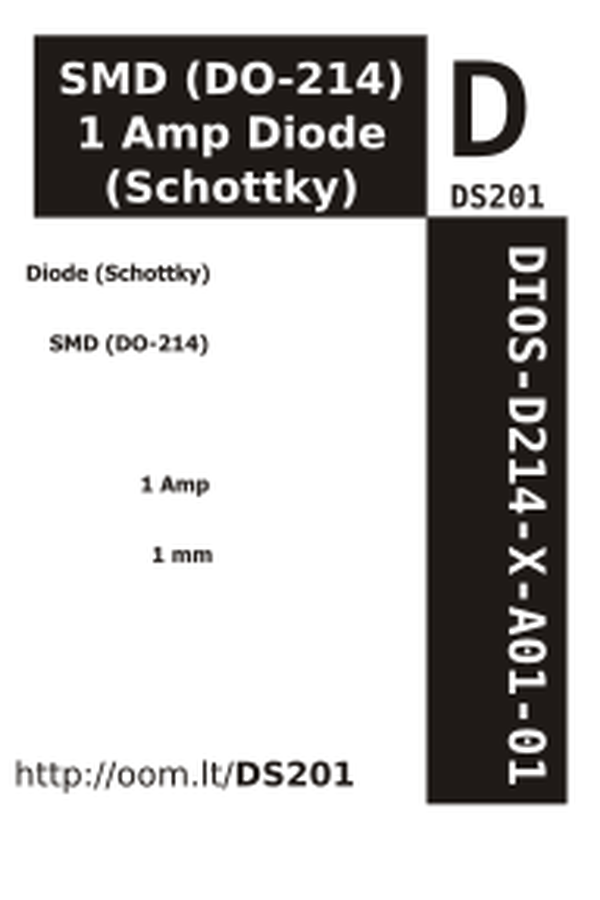 SMD (DO-214)
1 Amp Diode
(Schottky)
D
DS201
Diode (Schottky)
SMD (DO-214)
1 Amp
1 mm
DIOS-D214-X-A01-01
http://oom.lt/DS201